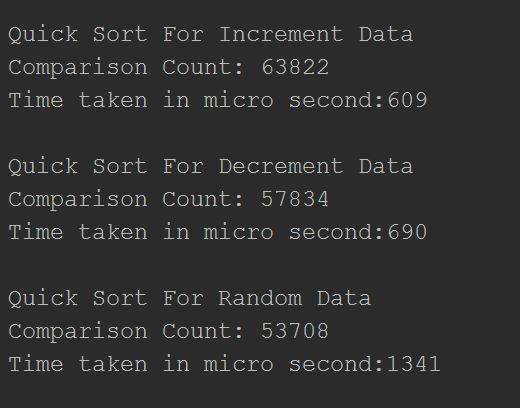 Quick Sort For Increment Data
Comparison Count: 63822
Time taken in micro second:609
Quick Sort For Decrement Data
Comparison Count: 57834
Time taken in micro second:690
Quick Sort For Random Data
Comparison Count: 53708
Time taken in micro second:1341